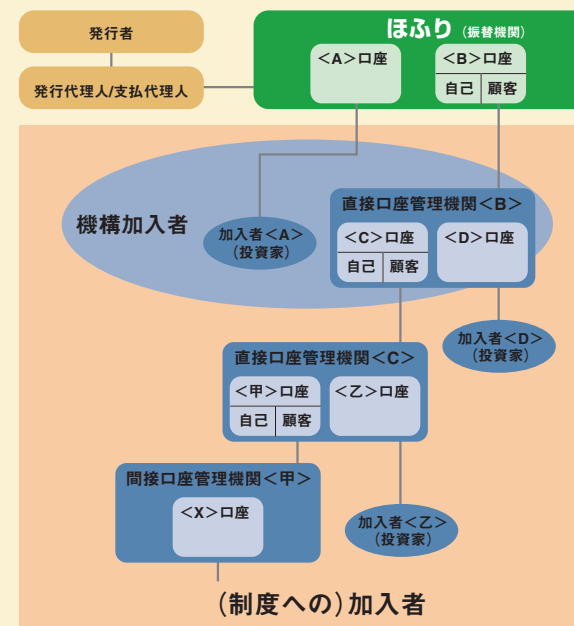 発行者
発行代理人/支払代理人
ほふり（振替機関）
＜A＞口座
＜B＞口座
自己 顧客
機構加入者
加入者＜A＞
（投資家）
直接口座管理機関＜B＞
＜C＞口座
自己 顧客
＜D＞口座
加入者＜D＞
（投資家）
直接口座管理機関＜C＞
＜甲＞口座
自己 顧客
＜乙＞口座
間接口座管理機関＜甲＞
＜X＞口座
加入者＜乙＞
（投資家）
（制度への）加入者